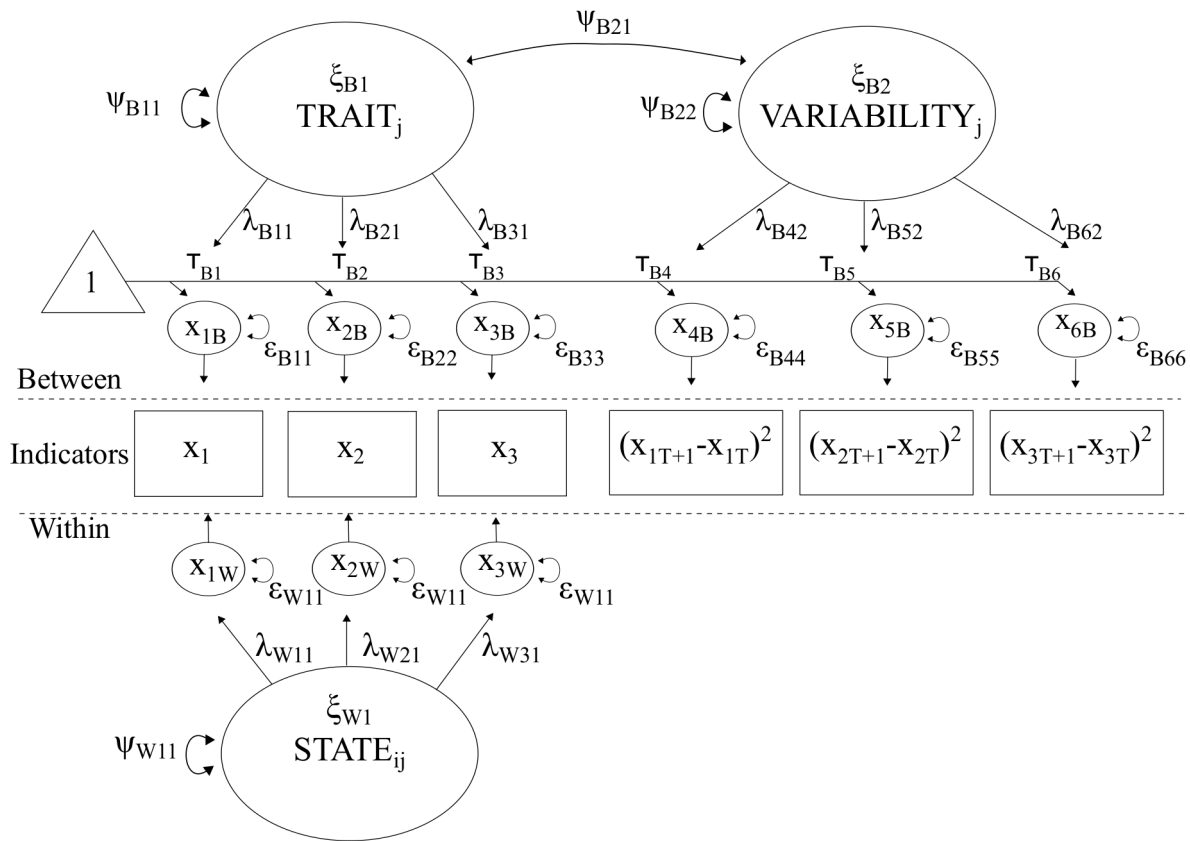 ψB21
ξB1
TRAITj
ψB11
ξB2
VARIABILITYj
ψB22
λB11
λB21
λB31
λB42
λB52
λB62
1
τB1
τB2
τB3
τB4
τB5
τB6
x1B
x2B
x3B
x4B
x5B
x6B
εB11
εB22
εB33
εB44
εB55
εB66
Between
Indicators
x1
x2
x3
(x1T+1-x1T)²
(x2T+1-x2T)²
(x3T+1-x3T)²
Within
x1W
x2W
x3W
εW11
εW11
εW11
λW11
λW21
λW31
ξW1
STATEij
ψW11